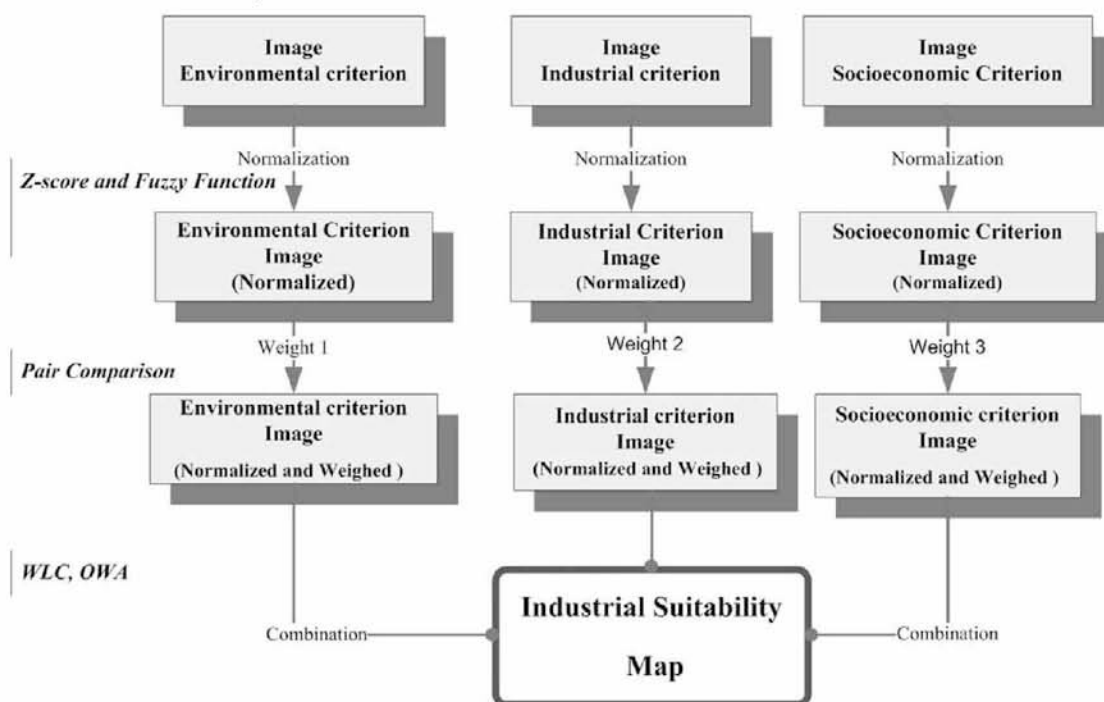 Image
Environmental criterion
Image
Industrial criterion
Image
Socioeconomic Criterion
Normalization
Normalization
Normalization
Z-score and Fuzzy Function
Environmental Criterion
Image
(Normalized)
Industrial Criterion
Image
(Normalized)
Socioeconomic Criterion
Image
(Normalized)
Weight 1
Weight 2
Weight 3
Pair Comparison
Environmental criterion
Image
(Normalized and Weighed )
Industrial criterion
Image
(Normalized and Weighed )
Socioeconomic criterion
Image
(Normalized and Weighed )
WLC, OWA
Industrial Suitability
Map
Combination
Combination